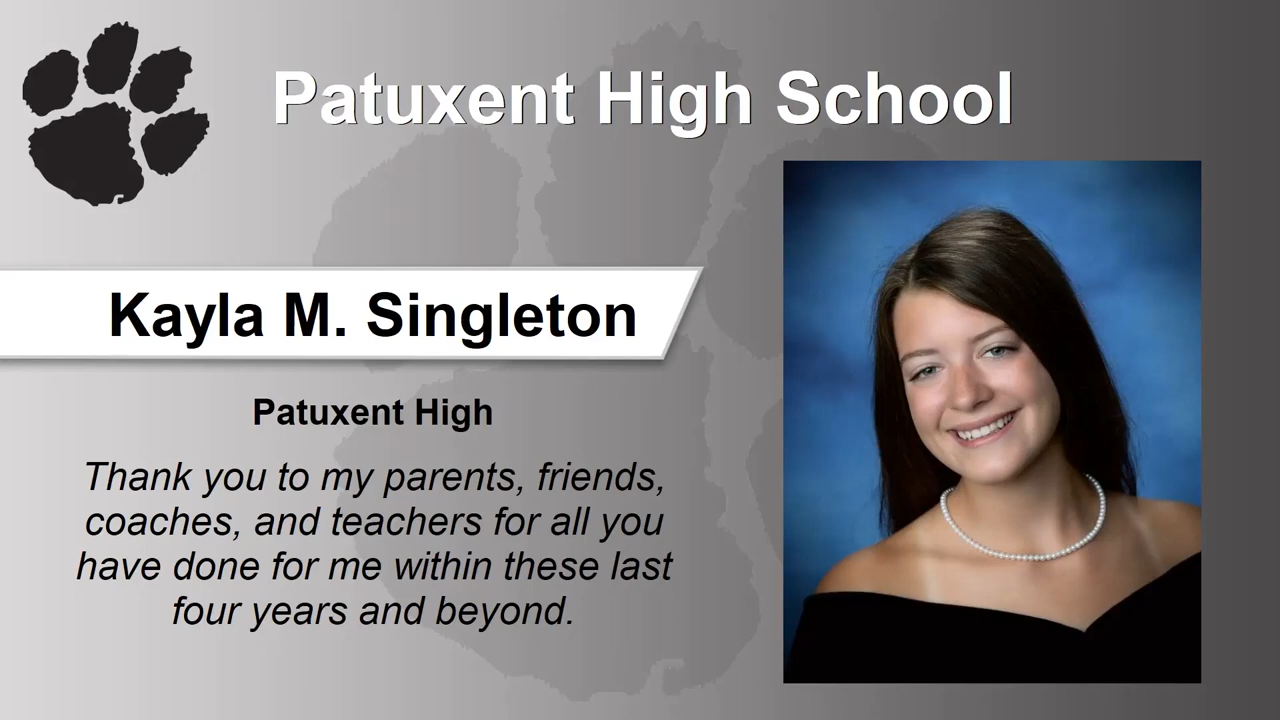 Patuxent High School
Kayla M. Singleton
Patuxent High
Thank you to my parents, friends,
coaches, and teachers for all you
have done for me within these last
four years and beyond.